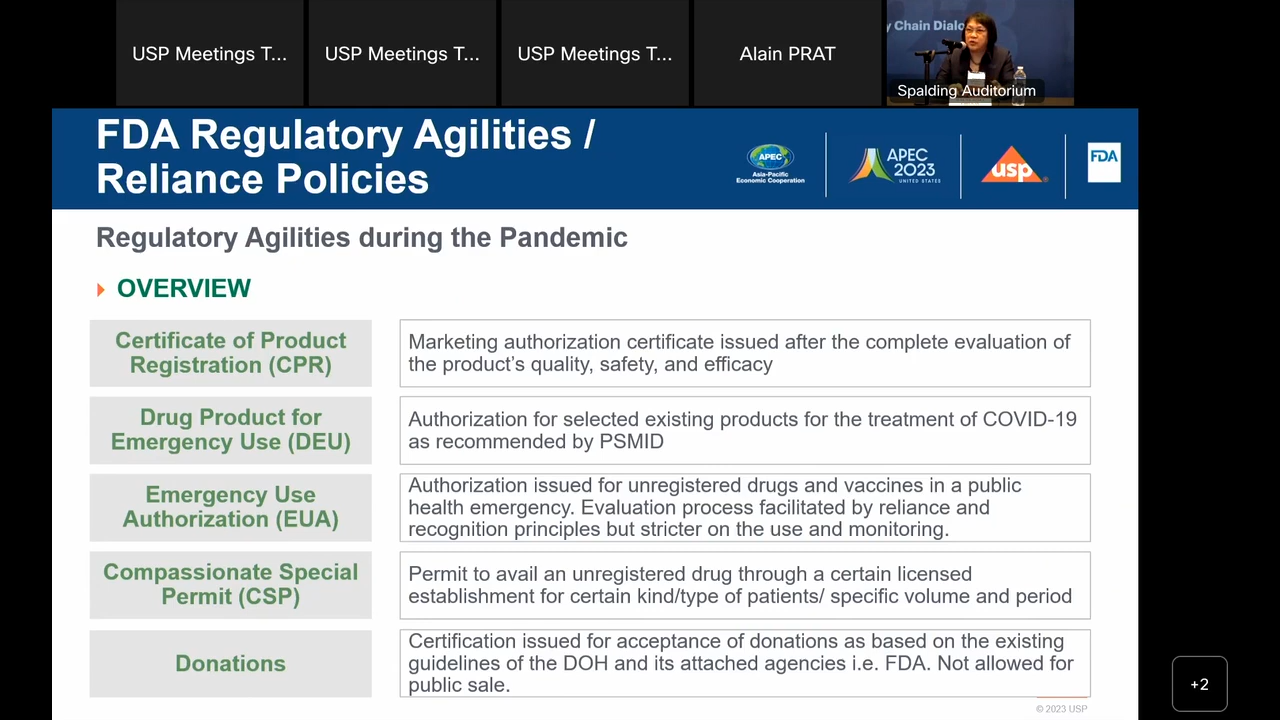 USP Meetings T...
USP Meetings T...
USP Meetings T...
Alain PRAT
y Chain Dialo
Spalding Auditorium
FDA Regulatory Agilities /
Reliance Policies
APEC
Asia-Pacific
Economic Cooperation
APEC
2023
UNITED STATES
usp
FDA
Regulatory Agilities during the Pandemic
OVERVIEW
Certificate of Product
Registration (CPR)
Marketing authorization certificate issued after the complete evaluation of
the product’s quality, safety, and efficacy
Drug Product for
Emergency Use (DEU)
Authorization for selected existing products for the treatment of COVID-19
as recommended by PSMID
Emergency Use
Authorization (EUA)
Authorization issued for unregistered drugs and vaccines in a public
health emergency. Evaluation process facilitated by reliance and
recognition principles but stricter on the use and monitoring.
Compassionate Special
Permit (CSP)
Permit to avail an unregistered drug through a certain licensed
establishment for certain kind/type of patients/ specific volume and period
Donations
Certification issued for acceptance of donations as based on the existing
guidelines of the DOH and its attached agencies i.e. FDA. Not allowed for
public sale.
+2
© 2023 USP